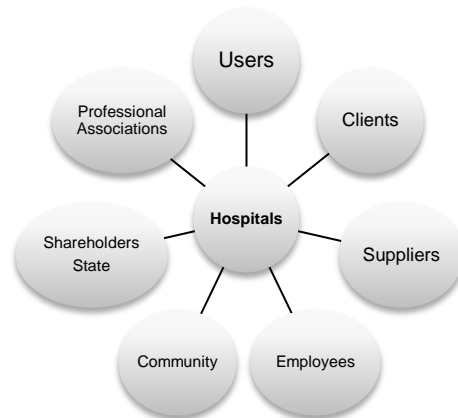 Users
Professional
Associations
Clients
Hospitals
Shareholders
State
Suppliers
Community
Employees